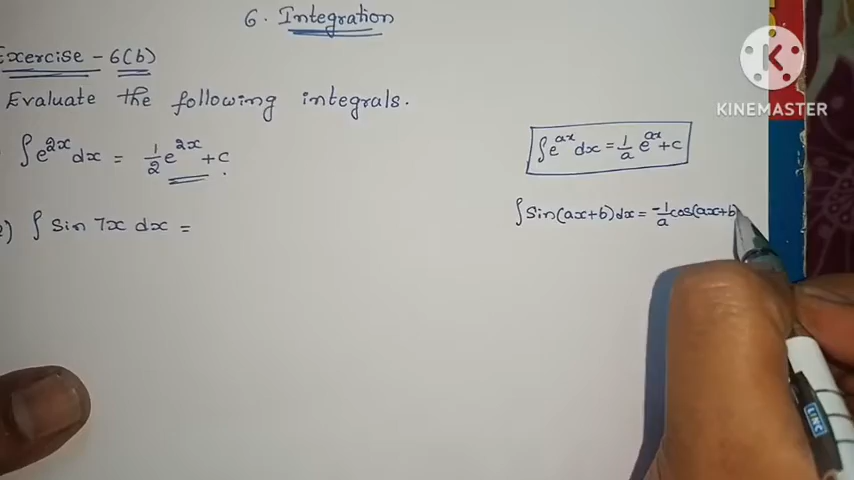 6. Integration
Exercise - 6(b)
Evaluate the following integrals.
∫e^{2x} dx = 1/2 e^{2x} + c.
∫e^{ax} dx = 1/a e^{ax} + c
) ∫ Sin 7x dx =
∫ Sin(ax+b)dx = -1/a cos(ax+b
KINEMASTER
LINC